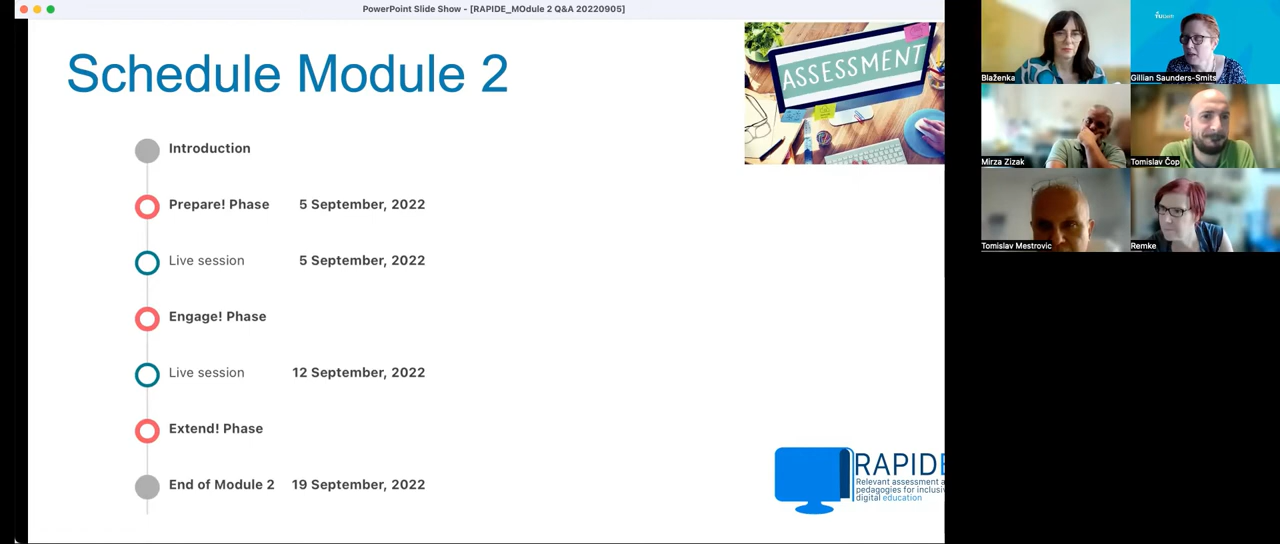 PowerPoint Slide Show - [RAPIDE_MOdule 2 Q&A 20220905]
Schedule Module 2
ASSESSMENT
Introduction
Prepare! Phase 5 September, 2022
Live session 5 September, 2022
Engage! Phase
Live session 12 September, 2022
Extend! Phase
End of Module 2 19 September, 2022
RAPIDE
Relevant assessment a
pedagogies for inclusiv
digital education
TUDelft
Blaženka
Gillian Saunders-Smits
Mirza Zizak
Tomislav Čop
Tomislav Mestrovic
Remke